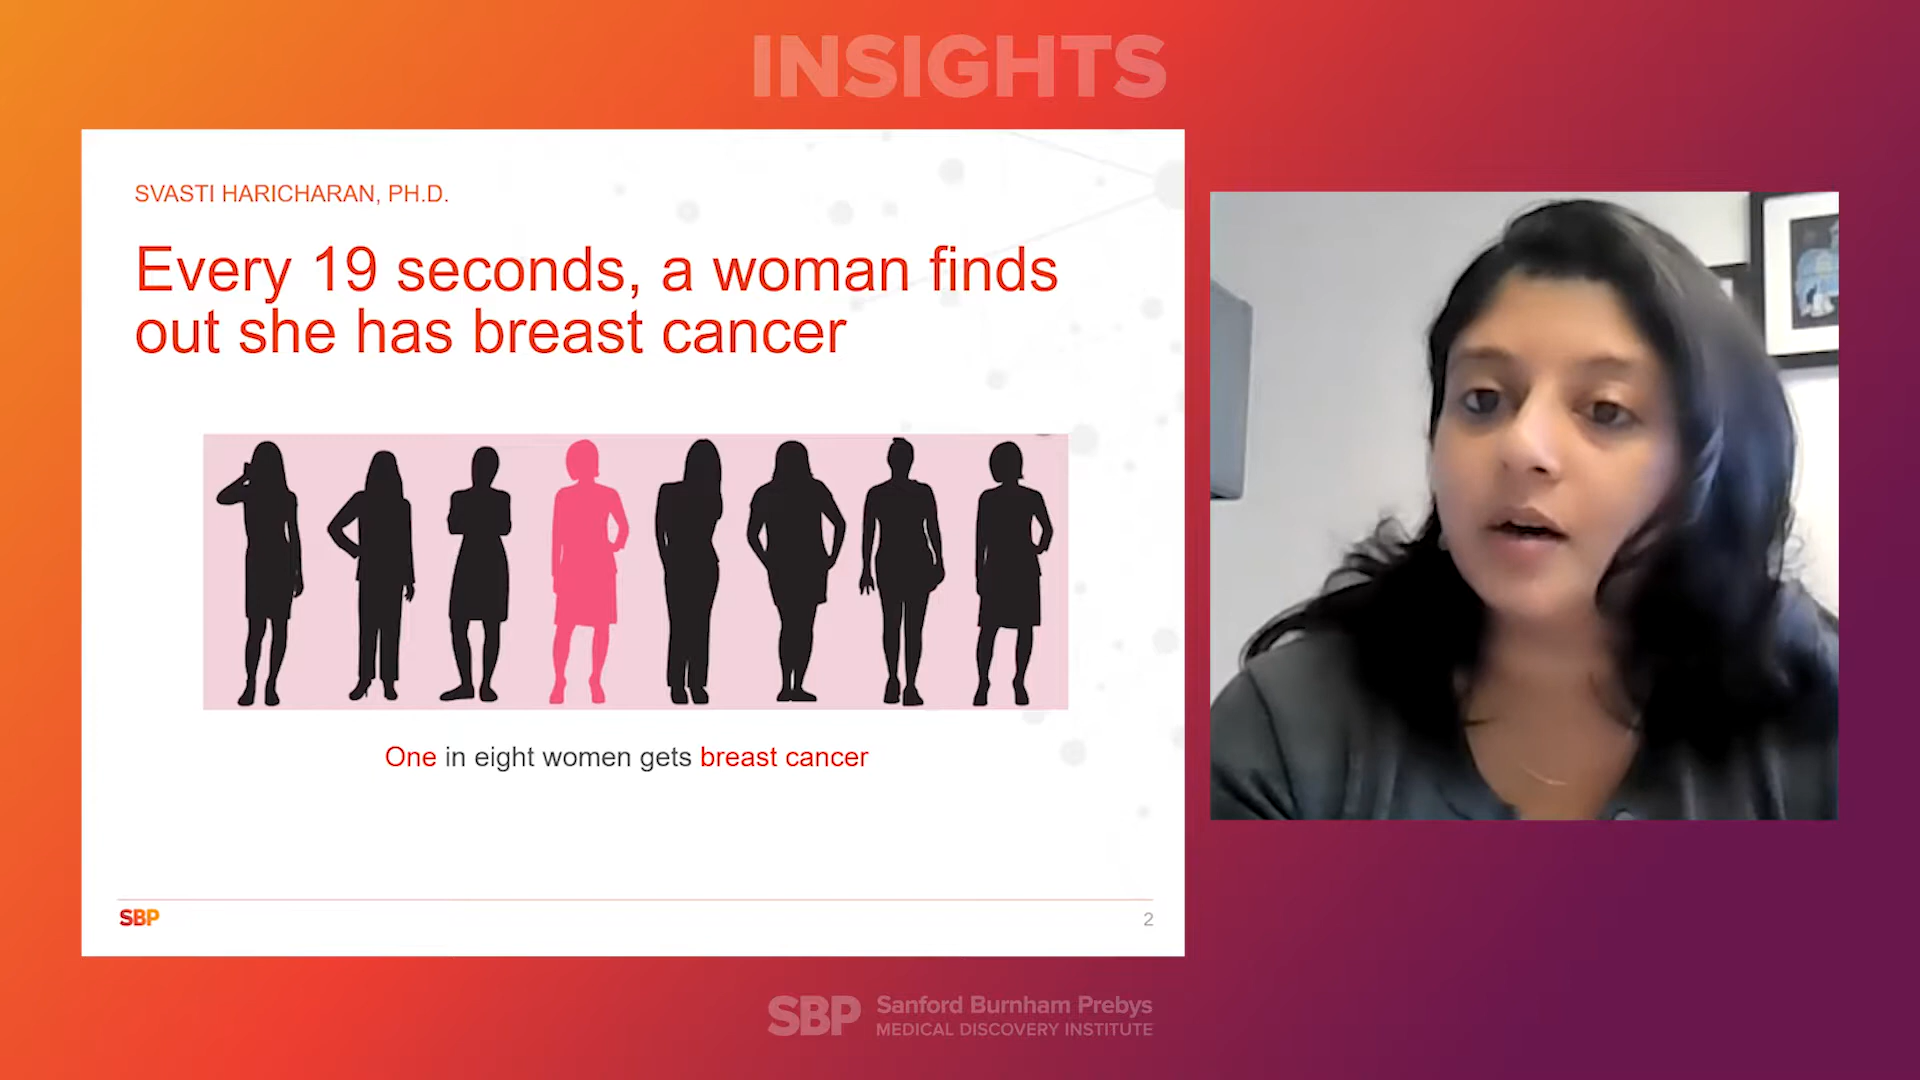 INSIGHTS
SVASTI HARICHARAN, PH.D.
Every 19 seconds, a woman finds
out she has breast cancer
One in eight women gets breast cancer
SBP
2
SBP
Sanford Burnham Prebys
MEDICAL DISCOVERY INSTITUTE